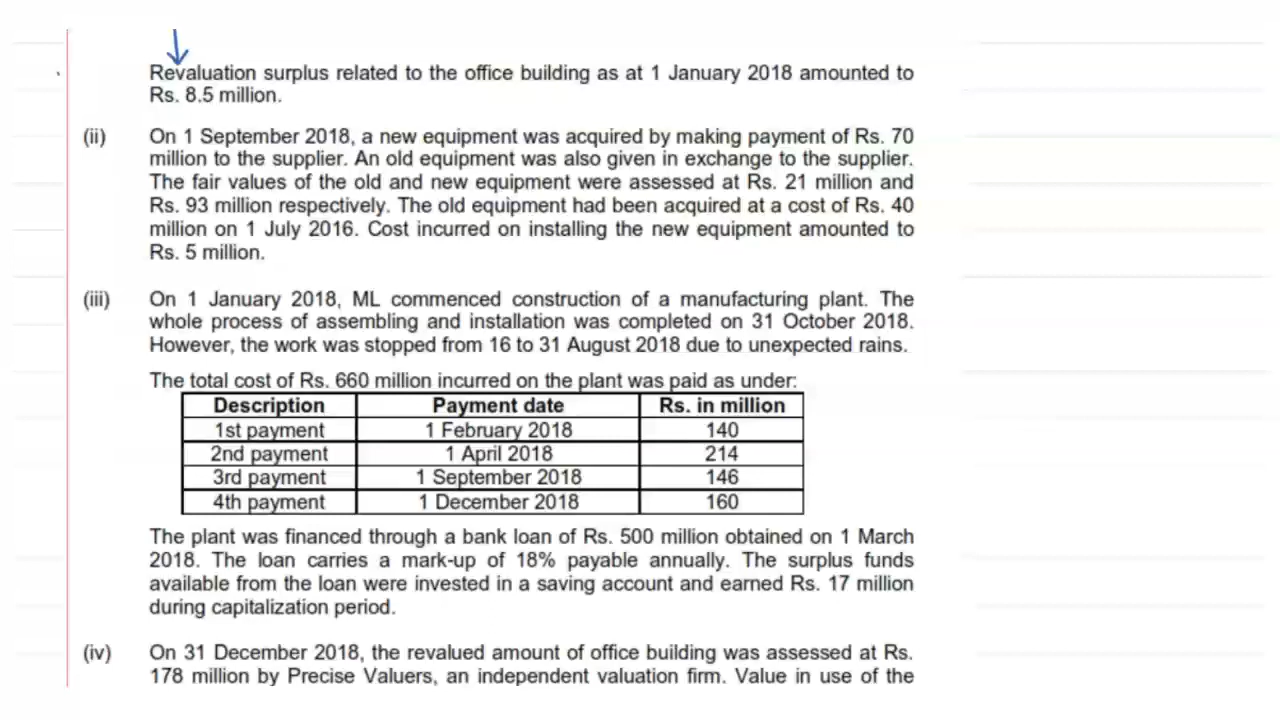 Revaluation surplus related to the office building as at 1 January 2018 amounted to
Rs. 8.5 million.
(ii) On 1 September 2018, a new equipment was acquired by making payment of Rs. 70
million to the supplier. An old equipment was also given in exchange to the supplier.
The fair values of the old and new equipment were assessed at Rs. 21 million and
Rs. 93 million respectively. The old equipment had been acquired at a cost of Rs. 40
million on 1 July 2016. Cost incurred on installing the new equipment amounted to
Rs. 5 million.
(iii) On 1 January 2018, ML commenced construction of a manufacturing plant. The
whole process of assembling and installation was completed on 31 October 2018.
However, the work was stopped from 16 to 31 August 2018 due to unexpected rains.
The total cost of Rs. 660 million incurred on the plant was paid as under:
Description Payment date Rs. in million
1st payment 1 February 2018 140
2nd payment 1 April 2018 214
3rd payment 1 September 2018 146
4th payment 1 December 2018 160
The plant was financed through a bank loan of Rs. 500 million obtained on 1 March
2018. The loan carries a mark-up of 18% payable annually. The surplus funds
available from the loan were invested in a saving account and earned Rs. 17 million
during capitalization period.
(iv) On 31 December 2018, the revalued amount of office building was assessed at Rs.
178 million by Precise Valuers, an independent valuation firm. Value in use of the